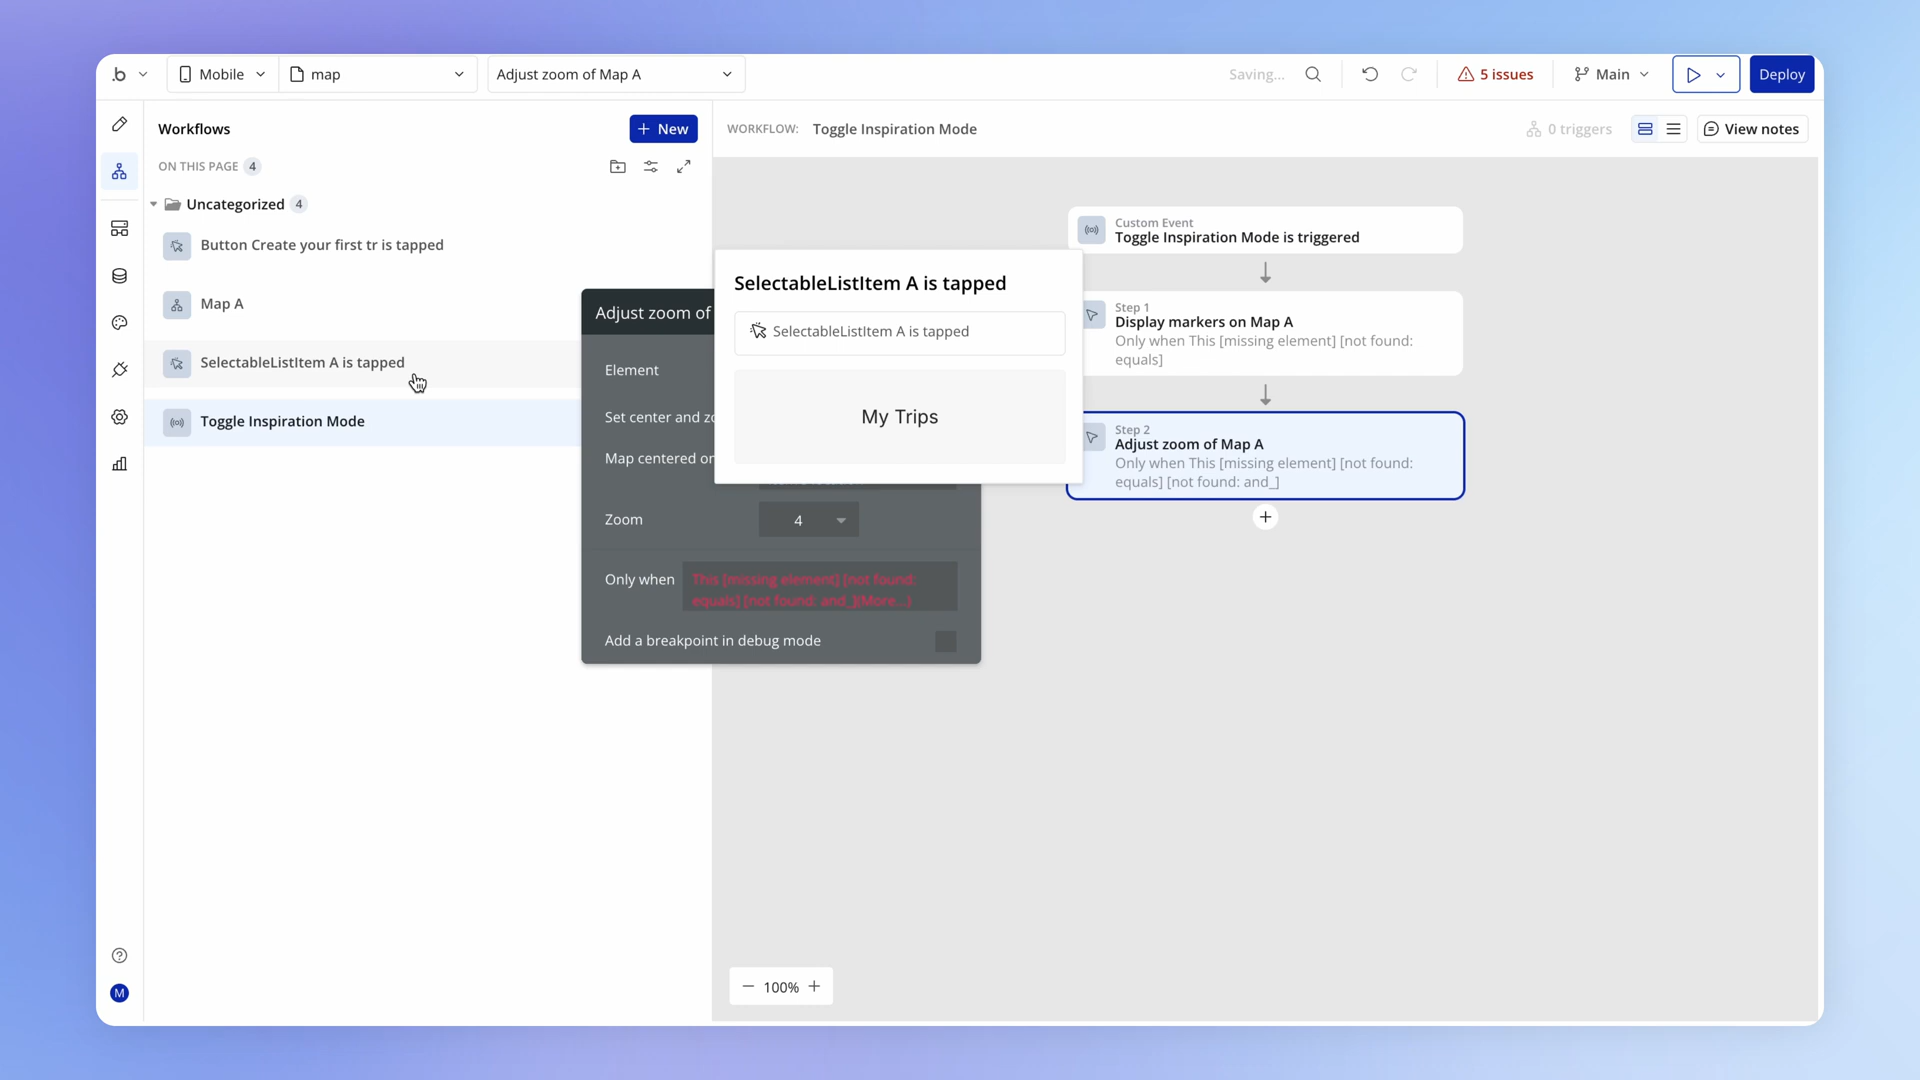 .b
Mobile
map
Adjust zoom of Map A
Saving...
5 issues
Main
Deploy
Workflows
New
WORKFLOW:
Toggle Inspiration Mode
0 triggers
View notes
ON THIS PAGE
4
Uncategorized
4
Button Create your first tr is tapped
Map A
SelectableListItem A is tapped
Toggle Inspiration Mode
Adjust zoom of
Element
Set center and zo
Map centered on
Zoom
4
Only when
This [missing element] [not found:
equals] [not found: and_](More...)
Add a breakpoint in debug mode
SelectableListItem A is tapped
SelectableListItem A is tapped
My Trips
Custom Event
Toggle Inspiration Mode is triggered
Step 1
Display markers on Map A
Only when This [missing element] [not found:
equals]
Step 2
Adjust zoom of Map A
Only when This [missing element] [not found:
equals] [not found: and_]
M
100%